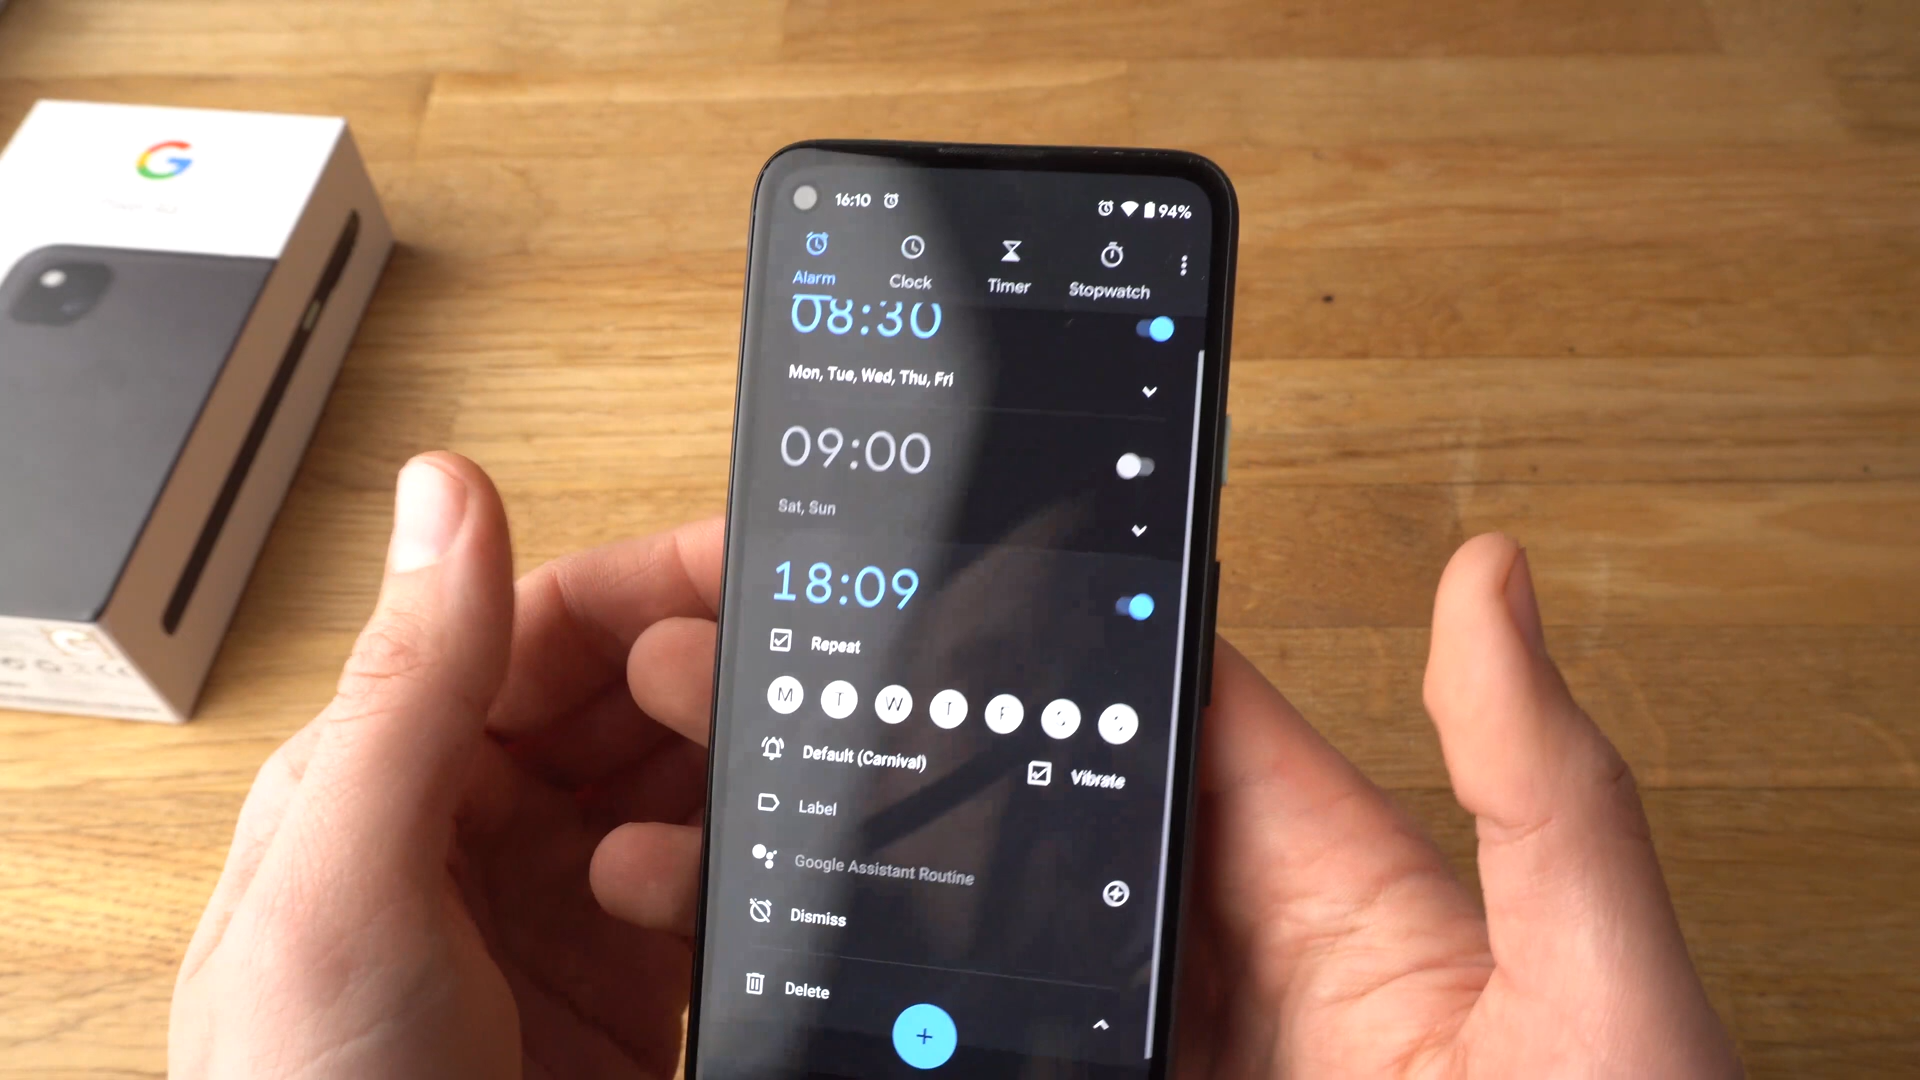 G
16:10
94%
Alarm
Clock
Timer
Stopwatch
08:30
Mon, Tue, Wed, Thu, Fri
09:00
Sat, Sun
18:09
Repeat
M T W T F S S
Default (Carnival)
Vibrate
Label
Google Assistant Routine
Dismiss
Delete